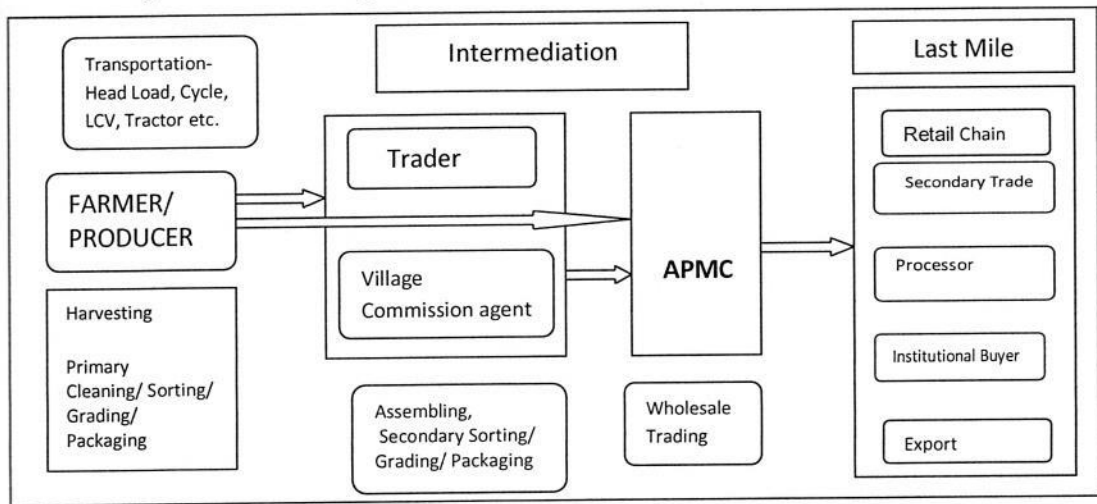 Transportation-
Head Load, Cycle,
LCV, Tractor etc.
Intermediation
Last Mile
FARMER/
PRODUCER
Trader
Village
Commission agent
APMC
Retail Chain
Secondary Trade
Processor
Institutional Buyer
Export
Harvesting
Primary
Cleaning/ Sorting/
Grading/
Packaging
Assembling,
Secondary Sorting/
Grading/ Packaging
Wholesale
Trading